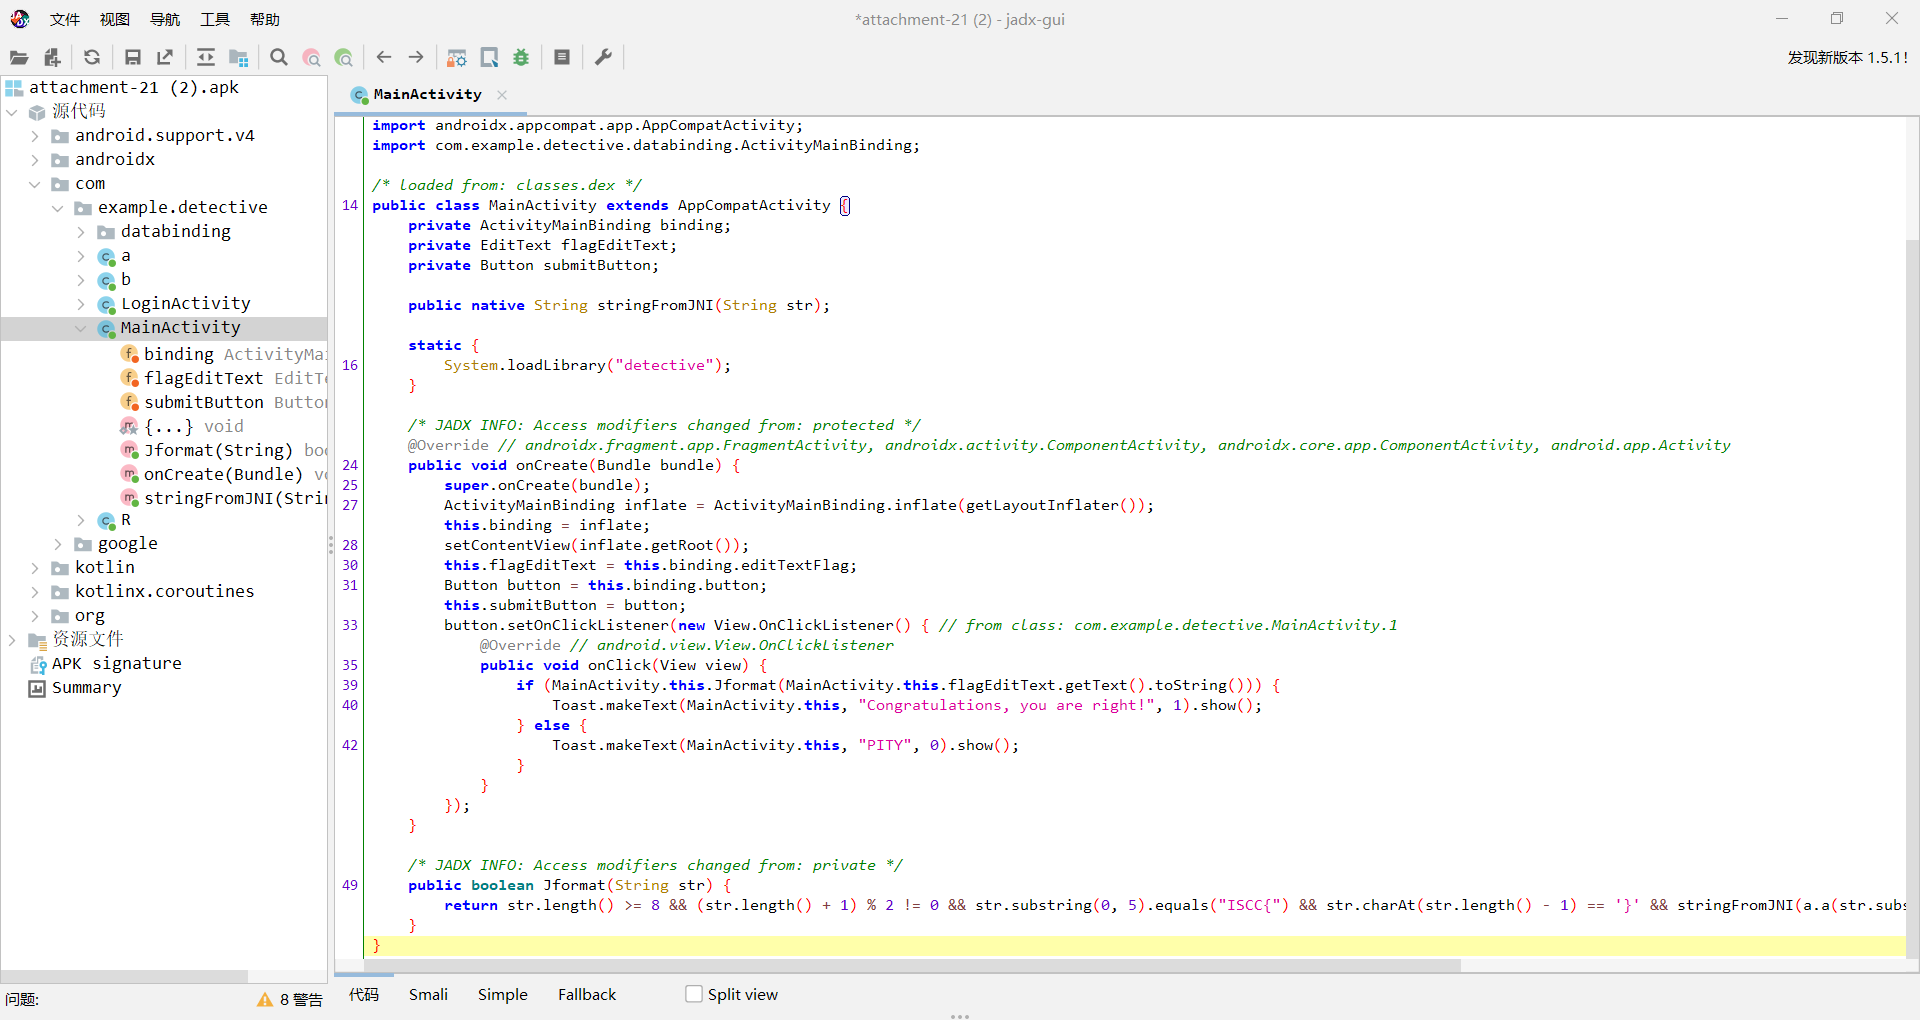 文件 视图 导航 工具 帮助
*attachment-21 (2) - jadx-gui
发现新版本 1.5.1!
attachment-21 (2).apk
源代码
android.support.v4
androidx
com
example.detective
databinding
a
b
LoginActivity
MainActivity
binding ActivityMai
flagEditText EditTe
submitButton Button
{...} void
Jformat(String) boo
onCreate(Bundle) vo
stringFromJNI(Strin
R
google
kotlin
kotlinx.coroutines
org
资源文件
APK signature
Summary
问题: 8 警告
MainActivity
import androidx.appcompat.app.AppCompatActivity;
import com.example.detective.databinding.ActivityMainBinding;
/* loaded from: classes.dex */
14 public class MainActivity extends AppCompatActivity {
private ActivityMainBinding binding;
private EditText flagEditText;
private Button submitButton;
public native String stringFromJNI(String str);
static {
16 System.loadLibrary("detective");
}
/* JADX INFO: Access modifiers changed from: protected */
@Override // androidx.fragment.app.FragmentActivity, androidx.activity.ComponentActivity, androidx.core.app.ComponentActivity, android.app.Activity
24 public void onCreate(Bundle bundle) {
25 super.onCreate(bundle);
27 ActivityMainBinding inflate = ActivityMainBinding.inflate(getLayoutInflater());
this.binding = inflate;
28 setContentView(inflate.getRoot());
30 this.flagEditText = this.binding.editTextFlag;
31 Button button = this.binding.button;
this.submitButton = button;
33 button.setOnClickListener(new View.OnClickListener() { // from class: com.example.detective.MainActivity.1
@Override // android.view.View.OnClickListener
35 public void onClick(View view) {
39 if (MainActivity.this.Jformat(MainActivity.this.flagEditText.getText().toString())) {
40 Toast.makeText(MainActivity.this, "Congratulations, you are right!", 1).show();
} else {
42 Toast.makeText(MainActivity.this, "PITY", 0).show();
}
}
});
}
/* JADX INFO: Access modifiers changed from: private */
49 public boolean Jformat(String str) {
return str.length() >= 8 && (str.length() + 1) % 2 != 0 && str.substring(0, 5).equals("ISCC{") && str.charAt(str.length() - 1) == '}' && stringFromJNI(a.a(str.subs
}
}
代码 Smali Simple Fallback Split view